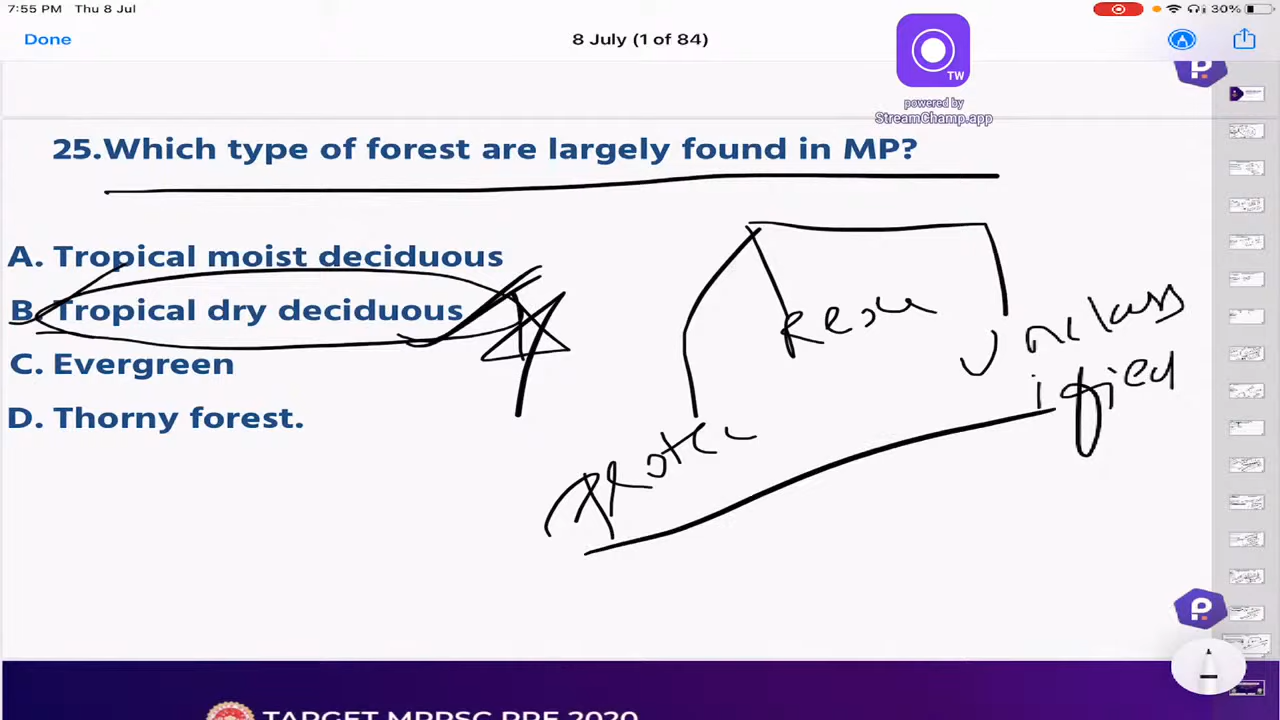 7:55 PM Thu 8 Jul
30%
Done
8 July (1 of 84)
TW
powered by
StreamChamp.app
25.Which type of forest are largely found in MP?
A. Tropical moist deciduous
B. Tropical dry deciduous
C. Evergreen
D. Thorny forest.
Unclass
ified
TARGET MPPSC PRE 2020